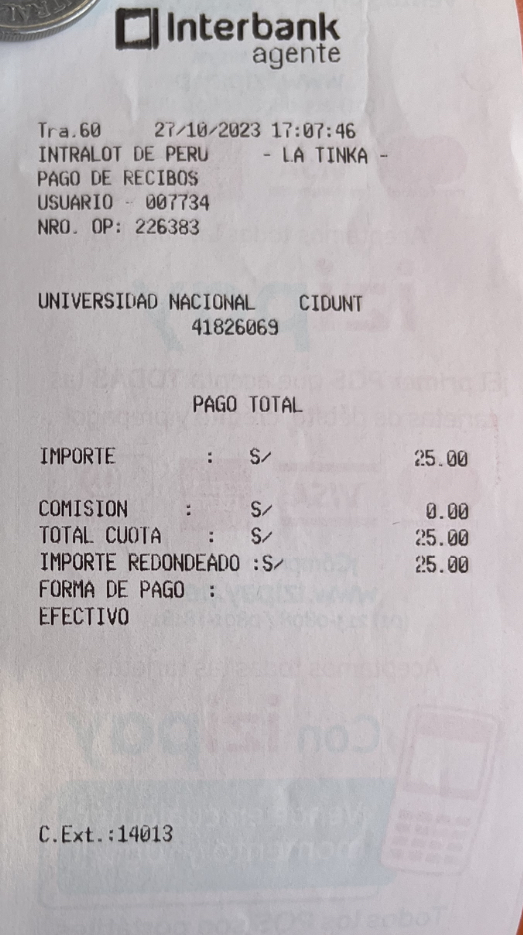 Interbank
agente
Tra.60 27/10/2023 17:07:46
INTRALOT DE PERU - LA TINKA -
PAGO DE RECIBOS
USUARIO - 007734
NRO. OP: 226383
UNIVERSIDAD NACIONAL CIDUNT
41826069
PAGO TOTAL
IMPORTE : S/ 25.00
COMISION : S/ 0.00
TOTAL CUOTA : S/ 25.00
IMPORTE REDONDEADO :S/ 25.00
FORMA DE PAGO :
EFECTIVO
C.Ext.:14013